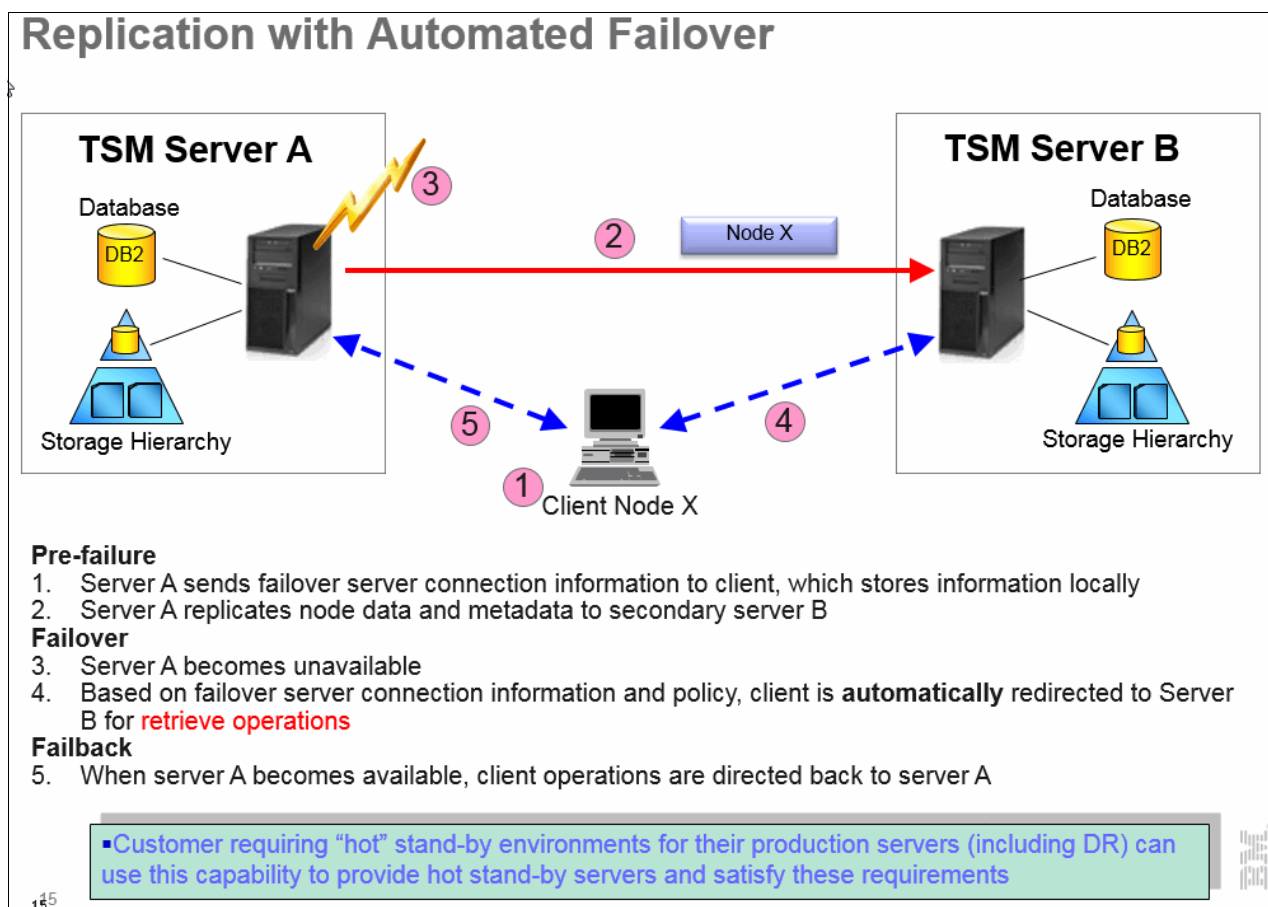 Replication with Automated Failover
TSM Server A
Database
DB2
Storage Hierarchy
3
2
Node X
TSM Server B
Database
DB2
Storage Hierarchy
5
4
1
Client Node X
Pre-failure
1. Server A sends failover server connection information to client, which stores information locally
2. Server A replicates node data and metadata to secondary server B
Failover
3. Server A becomes unavailable
4. Based on failover server connection information and policy, client is automatically redirected to Server
B for retrieve operations
Failback
5. When server A becomes available, client operations are directed back to server A
▪Customer requiring “hot” stand-by environments for their production servers (including DR) can
use this capability to provide hot stand-by servers and satisfy these requirements
IBM
15
15